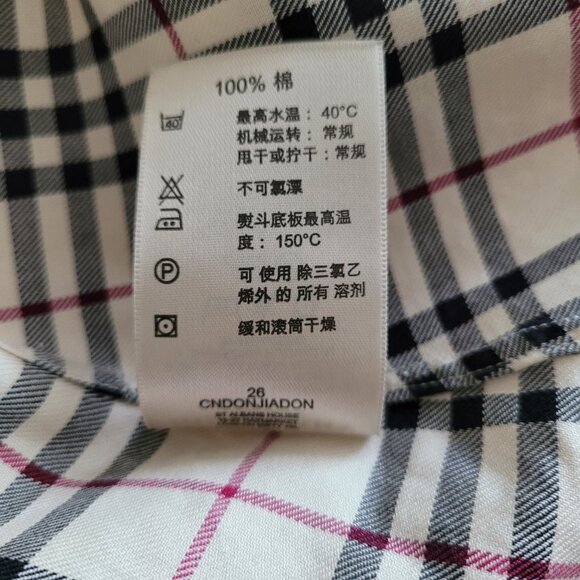 100% 棉
40
最高水温： 40°C
机械运转： 常规
甩干或拧干：常规
不可氯漂
熨斗底板最高温
度： 150°C
P
可 使用 除三氯乙
烯外 的 所有 溶剂
缓和滚筒干燥
26
CNDONJIADON
ST ALBANS HOUSE